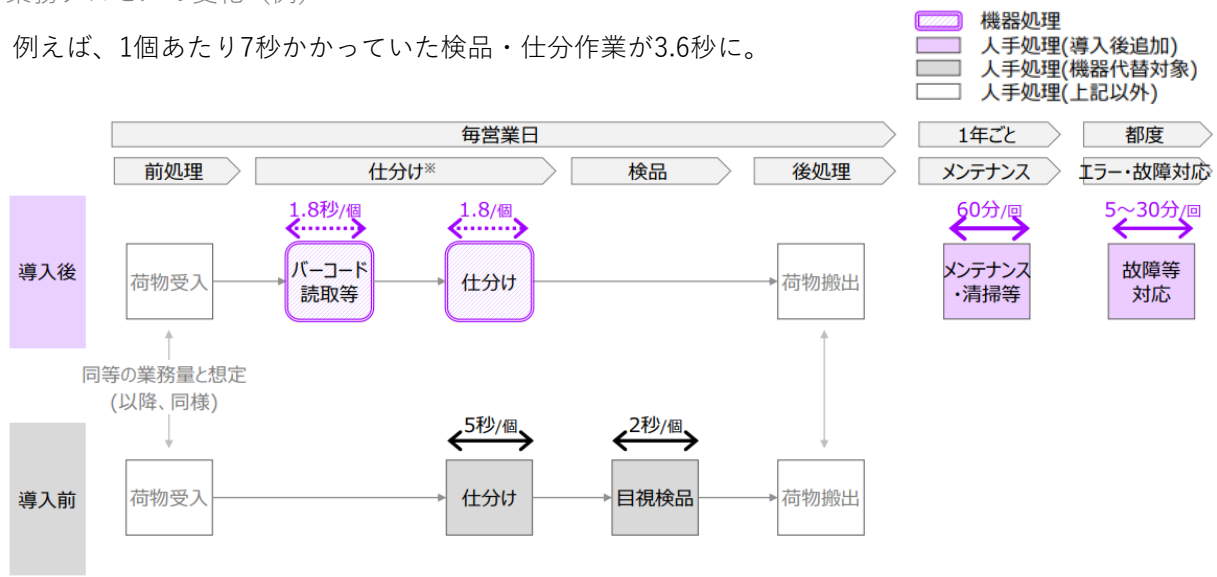 例えば、1個あたり7秒かかっていた検品・仕分作業が3.6秒に。
機器処理
人手処理(導入後追加)
人手処理(機器代替対象)
人手処理(上記以外)
毎営業日
1年ごと
都度
前処理
仕分け※
検品
後処理
メンテナンス
エラー・故障対応
1.8秒/個
1.8/個
60分/回
5～30分/回
導入後
荷物受入
バーコード
読取等
仕分け
荷物搬出
メンテナンス
・清掃等
故障等
対応
同等の業務量と想定
(以降、同様)
5秒/個
2秒/個
導入前
荷物受入
仕分け
目視検品
荷物搬出